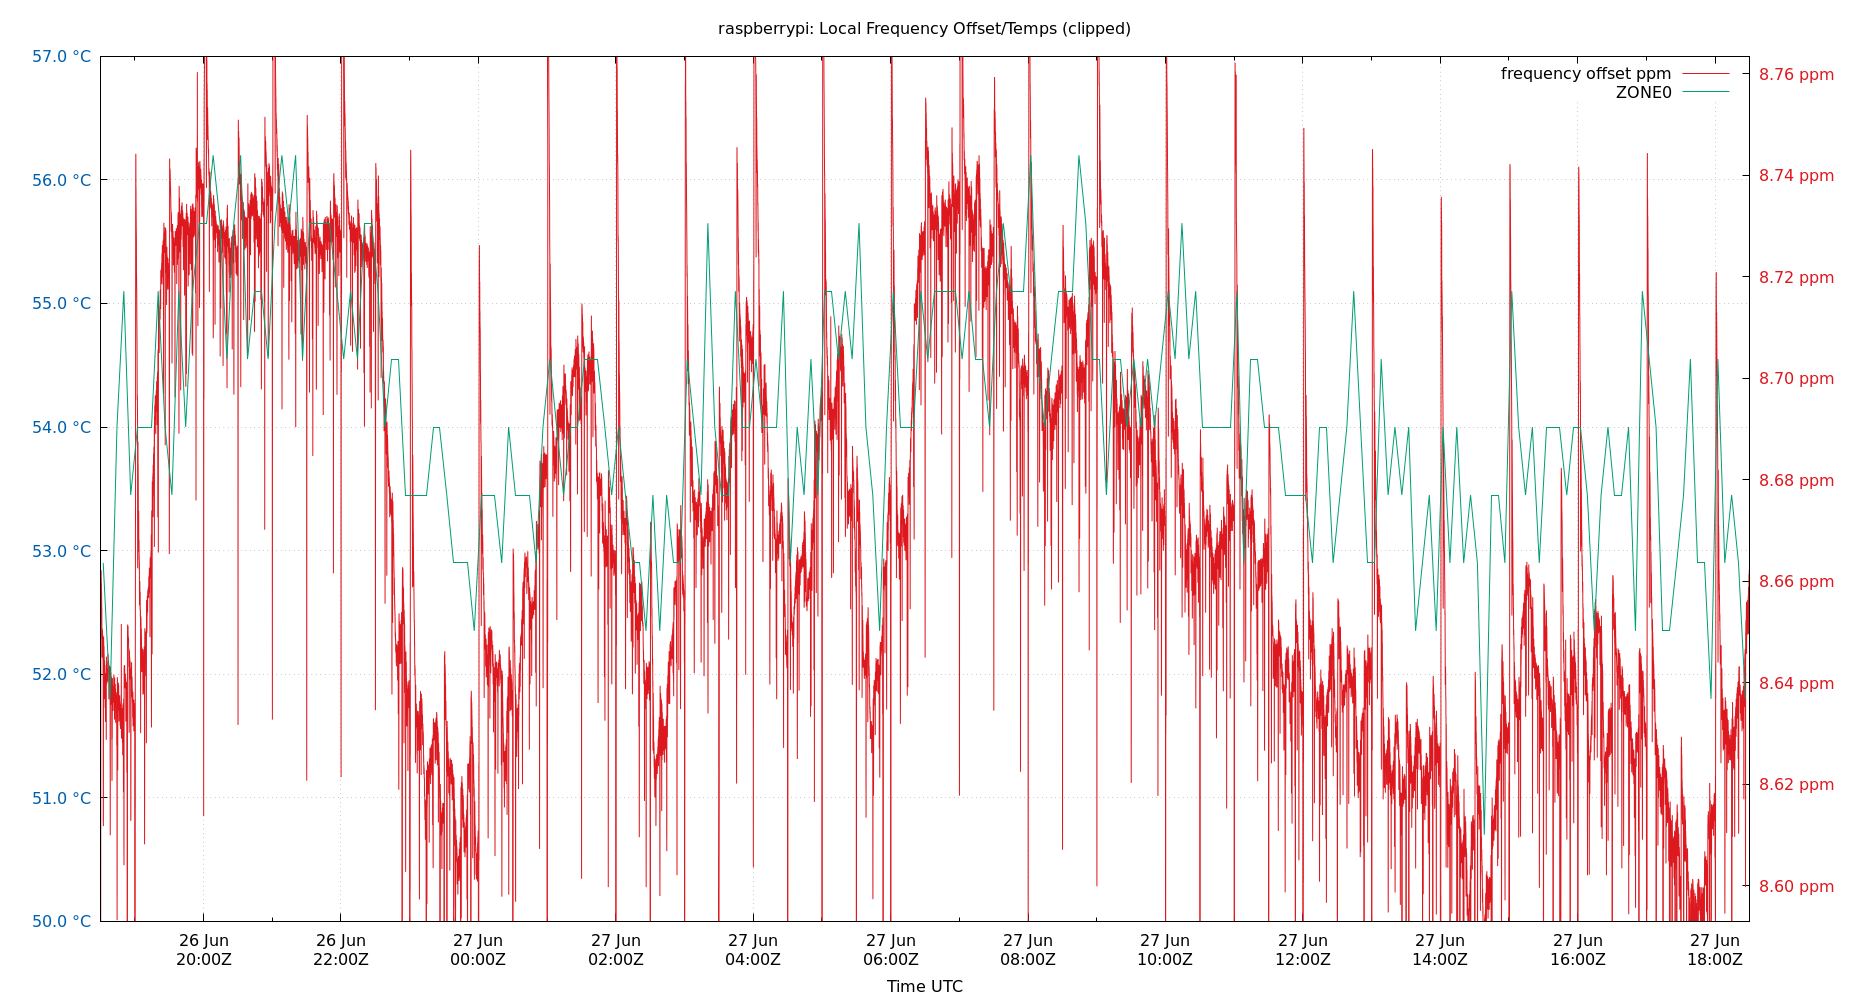 raspberrypi: Local Frequency Offset/Temps (clipped)
57.0 °C
56.0 °C
55.0 °C
54.0 °C
53.0 °C
52.0 °C
51.0 °C
50.0 °C
frequency offset ppm
ZONE0
8.76 ppm
8.74 ppm
8.72 ppm
8.70 ppm
8.68 ppm
8.66 ppm
8.64 ppm
8.62 ppm
8.60 ppm
26 Jun
20:00Z
26 Jun
22:00Z
27 Jun
00:00Z
27 Jun
02:00Z
27 Jun
04:00Z
27 Jun
06:00Z
27 Jun
08:00Z
27 Jun
10:00Z
27 Jun
12:00Z
27 Jun
14:00Z
27 Jun
16:00Z
27 Jun
18:00Z
Time UTC